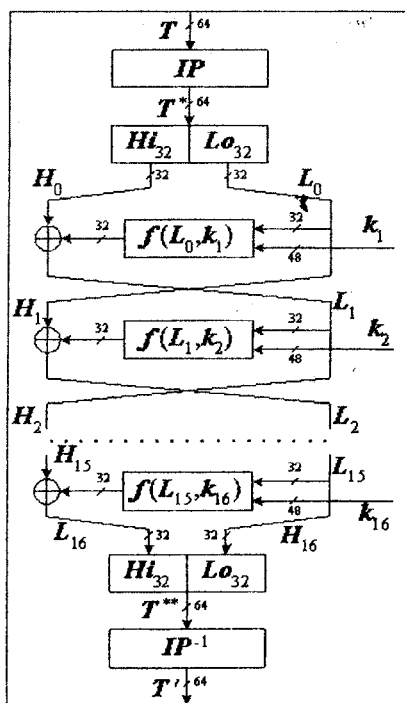 T 64
IP
T* 64
Hi32 Lo32
32 32
H0 L0
32 f(L0,k1) 32 k1
48
H1 L1
32 f(L1,k2) 32 k2
48
H2 L2
H15 L15
32 f(L15,k16) 32
48 k16
L16 32 32 H16
Hi32 Lo32
T** 64
IP-1
T' 64